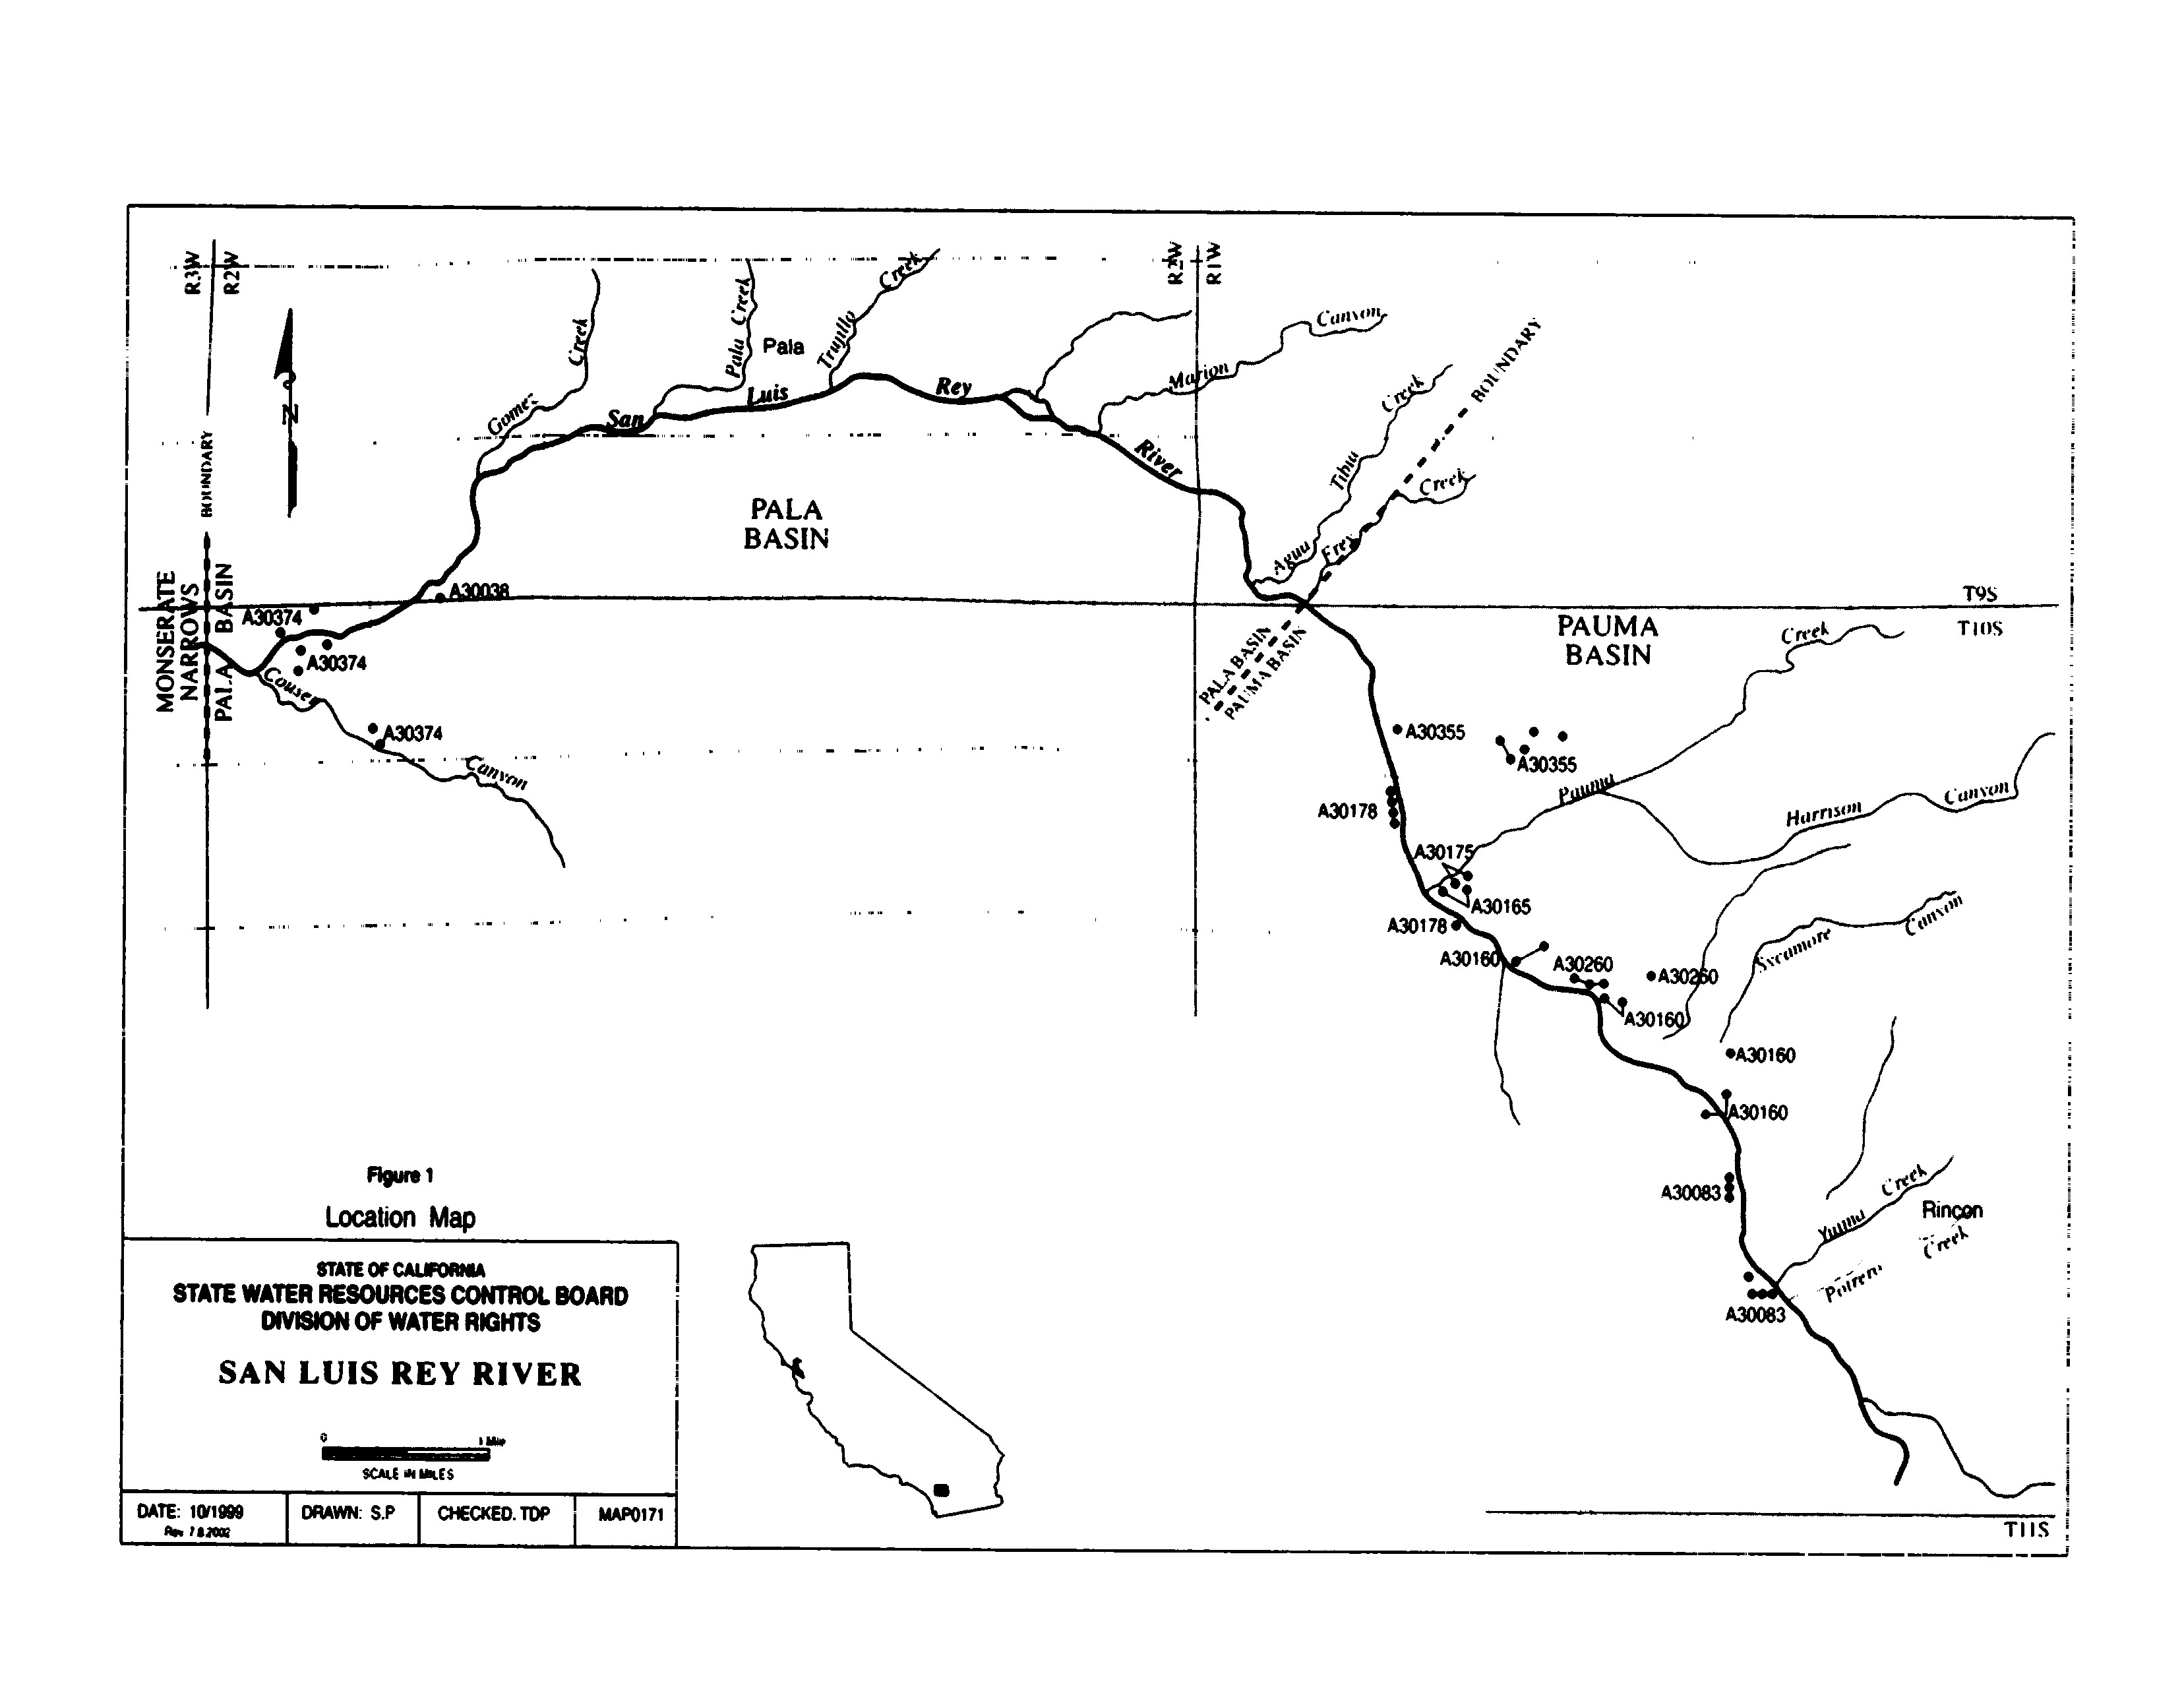 R3W
R2W
R2W
R1W
BOUNDARY
MONSERATE
NARROWS
PALA BASIN
N
Gomez Creek
Pala Creek
Pala
Trujillo Creek
San Luis Rey River
Marion Canyon
Agua Tibia Creek
Frey Creek
BOUNDARY
PALA
BASIN
A30038
A30374
A30374
A30374
Couser Canyon
PALA BASIN
PAUMA BASIN
T9S
T10S
PAUMA
BASIN
Pauma Creek
A30355
A30355
A30178
Harrison Canyon
A30175
A30165
A30178
Sycamore Canyon
A30160
A30260
A30260
A30160
A30160
A30160
A30083
Yuima Creek
Rincon
Potrero Creek
A30083
T11S
Figure 1
Location Map
STATE OF CALIFORNIA
STATE WATER RESOURCES CONTROL BOARD
DIVISION OF WATER RIGHTS
SAN LUIS REY RIVER
0 1 Mile
SCALE IN MILES
DATE: 10/1999
DRAWN: S.P
CHECKED. TDP
MAP0171